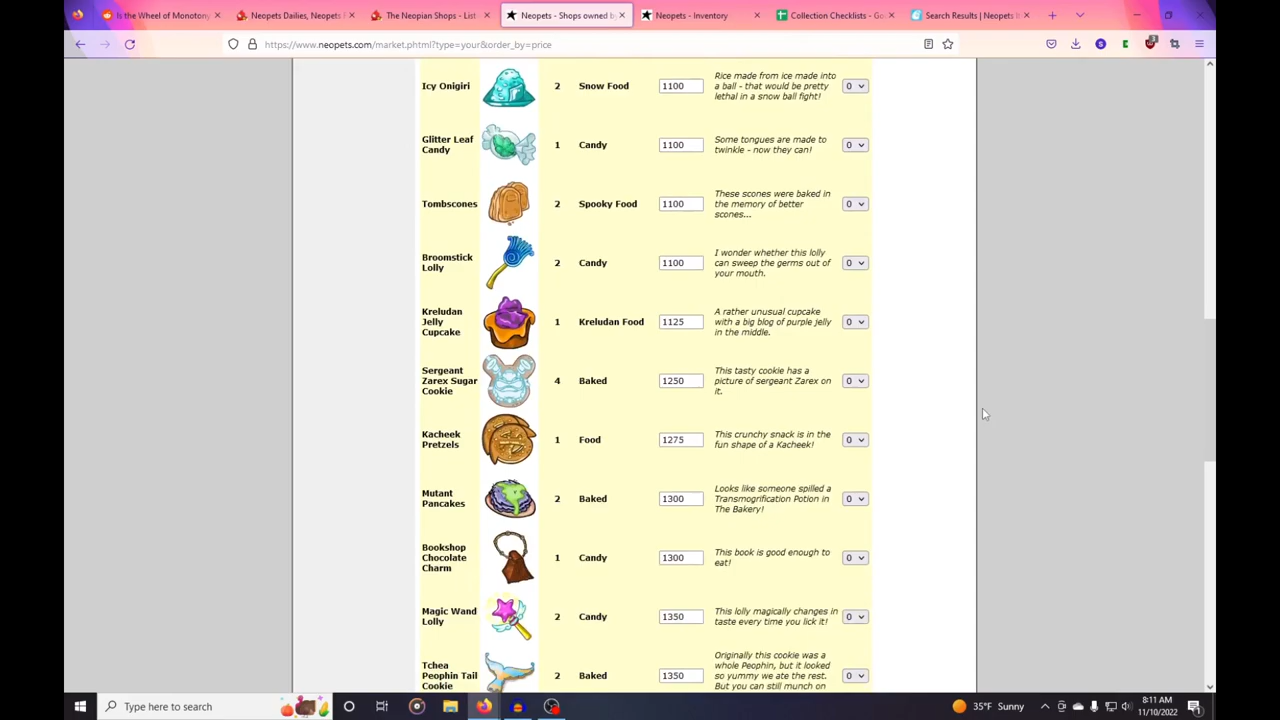 Is the Wheel of Monotony
Neopets Dailies, Neopets F
The Neopian Shops - List
Neopets - Shops owned b
Neopets - Inventory
Collection Checklists - Go
Search Results | Neopets It
https://www.neopets.com/market.phtml?type=your&order_by=price
Icy Onigiri
2
Snow Food
1100
Rice made from ice made into
a ball - that would be pretty
lethal in a snow ball fight!
0
Glitter Leaf
Candy
1
Candy
1100
Some tongues are made to
twinkle - now they can!
0
Tombscones
2
Spooky Food
1100
These scones were baked in
the memory of better
scones...
0
Broomstick
Lolly
2
Candy
1100
I wonder whether this lolly
can sweep the germs out of
your mouth.
0
Kreludan
Jelly
Cupcake
1
Kreludan Food
1125
A rather unusual cupcake
with a big blog of purple jelly
in the middle.
0
Sergeant
Zarex Sugar
Cookie
4
Baked
1250
This tasty cookie has a
picture of sergeant Zarex on
it.
0
Kacheek
Pretzels
1
Food
1275
This crunchy snack is in the
fun shape of a Kacheek!
0
Mutant
Pancakes
2
Baked
1300
Looks like someone spilled a
Transmogrification Potion in
The Bakery!
0
Bookshop
Chocolate
Charm
1
Candy
1300
This book is good enough to
eat!
0
Magic Wand
Lolly
2
Candy
1350
This lolly magically changes in
taste every time you lick it!
0
Tchea
Peophin Tail
Cookie
2
Baked
1350
Originally this cookie was a
whole Peophin, but it looked
so yummy we ate the rest.
But you can still munch on
0
Type here to search
35°F Sunny
8:11 AM
11/10/2022